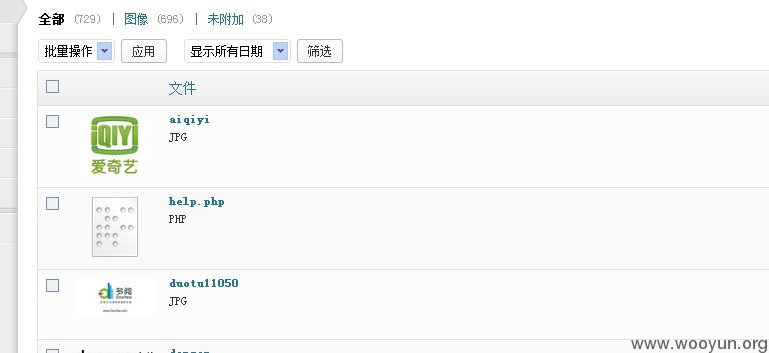 全部 (729) | 图像 (696) | 未附加 (38)
批量操作 应用 显示所有日期 筛选
文件
aiqiyi
JPG
iQIYI
爱奇艺
help.php
PHP
duotu11050
JPG
多阅
www.wooyun.org